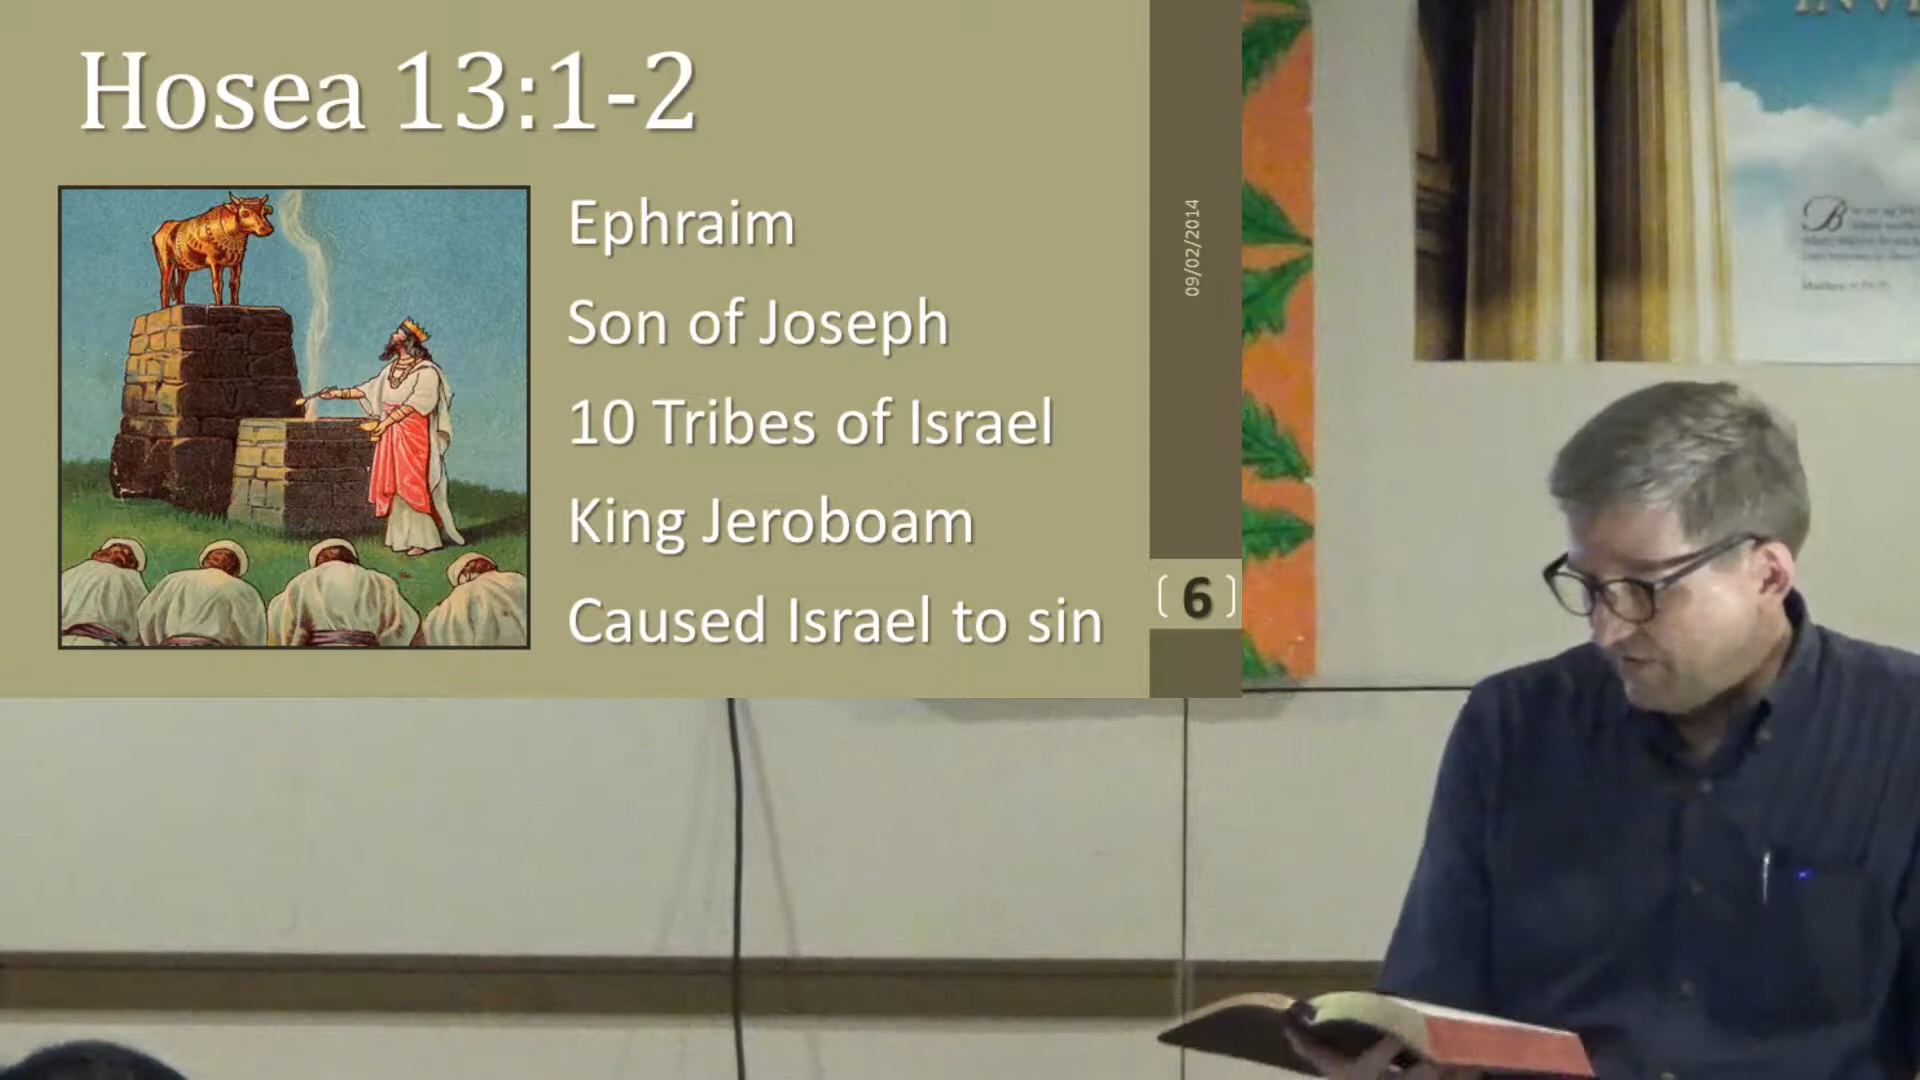 Hosea 13:1-2
Ephraim
Son of Joseph
10 Tribes of Israel
King Jeroboam
Caused Israel to sin
09/02/2014
6